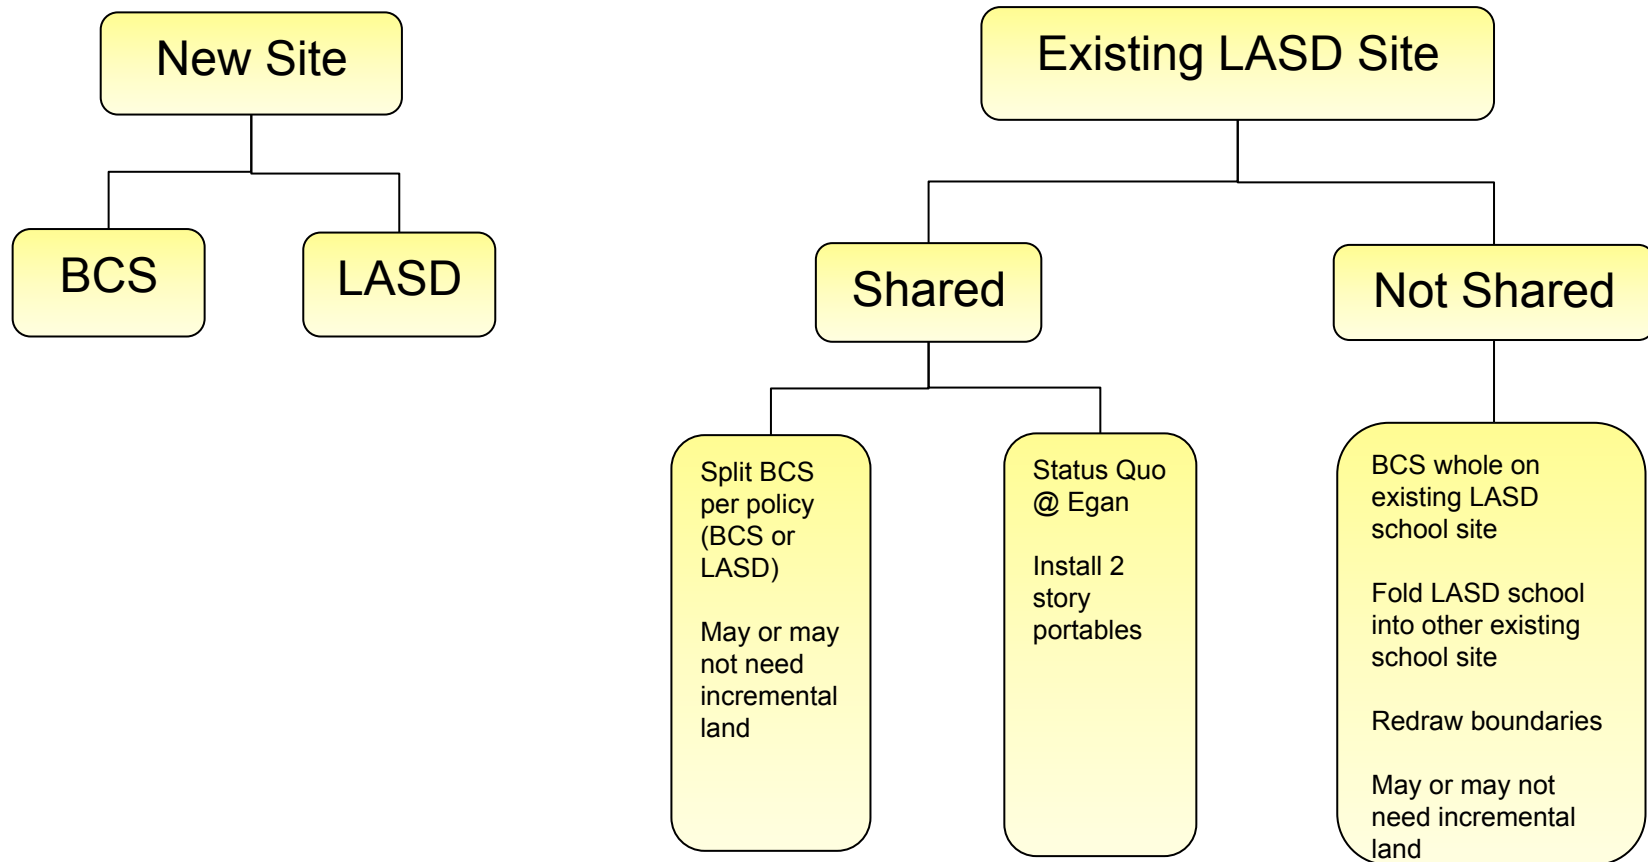 New Site
Existing LASD Site
BCS
LASD
Shared
Not Shared
Split BCS
per policy
(BCS or
LASD)
May or may
not need
incremental
land
Status Quo
@ Egan
Install 2
story
portables
BCS whole on
existing LASD
school site
Fold LASD school
into other existing
school site
Redraw boundaries
May or may not
need incremental
land